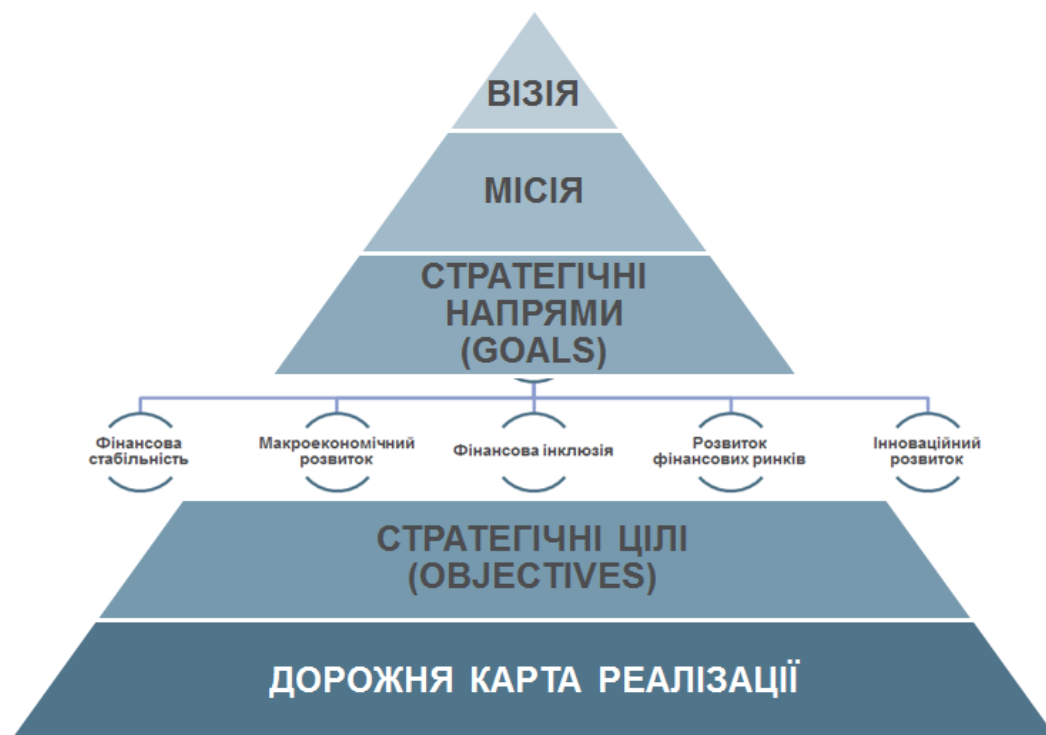 ВІЗІЯ
МІСІЯ
СТРАТЕГІЧНІ
НАПРЯМИ
(GOALS)
Фінансова
стабільність
Макроекономічний
розвиток
Фінансова інклюзія
Розвиток
фінансових ринків
Інноваційний
розвиток
СТРАТЕГІЧНІ ЦІЛІ
(OBJECTIVES)
ДОРОЖНЯ КАРТА РЕАЛІЗАЦІЇ